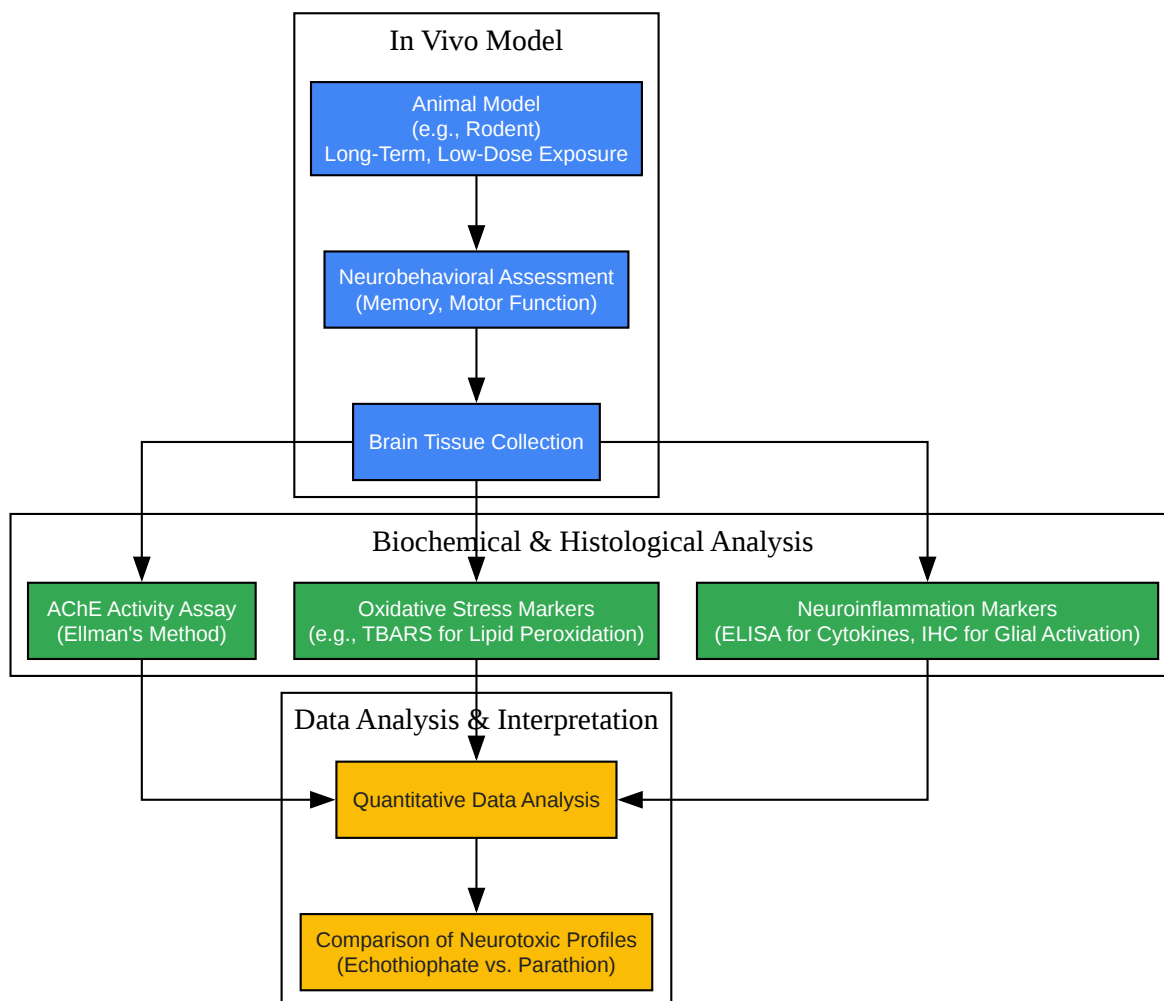 In Vivo Model
Animal Model
(e.g., Rodent)
Long-Term, Low-Dose Exposure
Neurobehavioral Assessment
(Memory, Motor Function)
Brain Tissue Collection
Biochemical & Histological Analysis
AChE Activity Assay
(Ellman's Method)
Oxidative Stress Markers
(e.g., TBARS for Lipid Peroxidation)
Neuroinflammation Markers
(ELISA for Cytokines, IHC for Glial Activation)
Data Analysis & Interpretation
Quantitative Data Analysis
Comparison of Neurotoxic Profiles
(Echothiophate vs. Parathion)